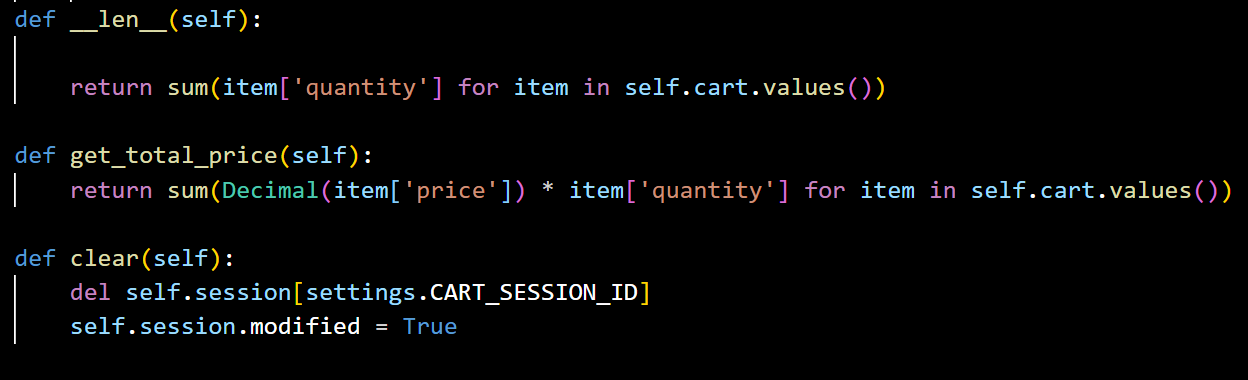 def __len__(self):
    return sum(item['quantity'] for item in self.cart.values())
def get_total_price(self):
    return sum(Decimal(item['price']) * item['quantity'] for item in self.cart.values())
def clear(self):
    del self.session[settings.CART_SESSION_ID]
    self.session.modified = True